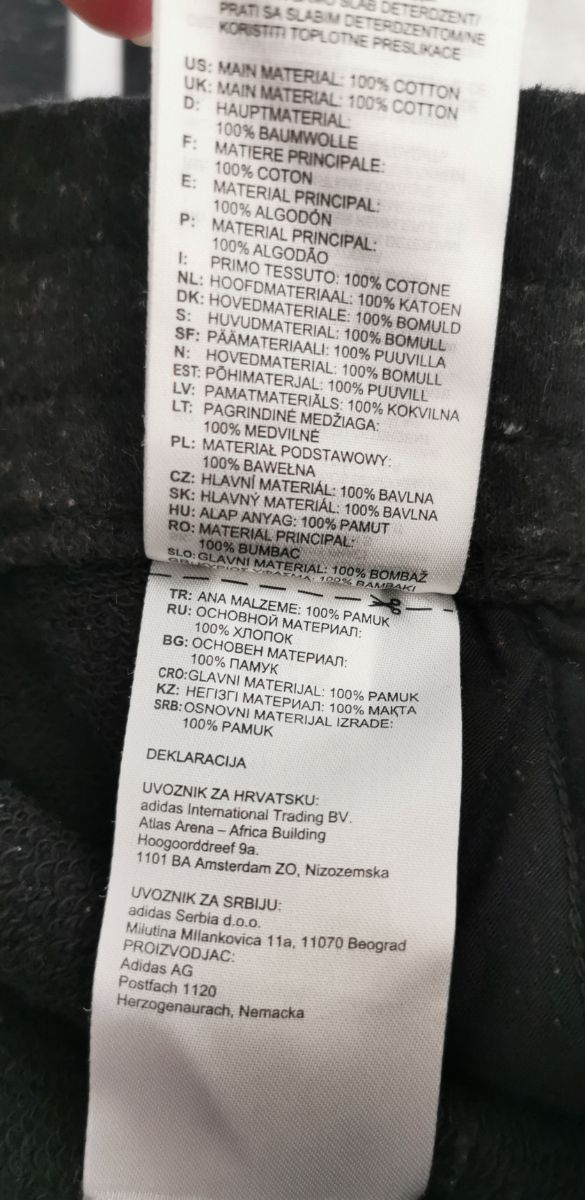 SLAB DETERDZENT/
PRATI SA SLABIM DETERDZENTOM/NE
KORISTITI TOPLOTNE PRESLIKACE
US: MAIN MATERIAL: 100% COTTON
UK: MAIN MATERIAL: 100% COTTON
D: HAUPTMATERIAL:
100% BAUMWOLLE
F: MATIERE PRINCIPALE:
100% COTON
E: MATERIAL PRINCIPAL:
100% ALGODÓN
P: MATERIAL PRINCIPAL:
100% ALGODÃO
I: PRIMO TESSUTO: 100% COTONE
NL: HOOFDMATERIAAL: 100% KATOEN
DK: HOVEDMATERIALE: 100% BOMULD
S: HUVUDMATERIAL: 100% BOMULL
SF: PÄÄMATERIAALI: 100% PUUVILLA
N: HOVEDMATERIAL: 100% BOMULL
EST: PÕHIMATERJAL: 100% PUUVILL
LV: PAMATMATERIĀLS: 100% KOKVILNA
LT: PAGRINDINĖ MEDŽIAGA:
100% MEDVILNĖ
PL: MATERIAŁ PODSTAWOWY:
100% BAWEŁNA
CZ: HLAVNÍ MATERIÁL: 100% BAVLNA
SK: HLAVNÝ MATERIÁL: 100% BAVLNA
HU: ALAP ANYAG: 100% PAMUT
RO: MATERIAL PRINCIPAL:
100% BUMBAC
SLO: GLAVNI MATERIAL: 100% BOMBAŽ
100% BAMBAKI
TR: ANA MALZEME: 100% PAMUK
RU: ОСНОВНОЙ МАТЕРИАЛ:
100% ХЛОПОК
BG: ОСНОВЕН МАТЕРИАЛ:
100% ПАМУК
CRO: GLAVNI MATERIJAL: 100% PAMUK
KZ: НЕГІЗГІ МАТЕРИАЛ: 100% МАҚТА
SRB: OSNOVNI MATERIJAL IZRADE:
100% PAMUK
DEKLARACIJA
UVOZNIK ZA HRVATSKU:
adidas International Trading BV.
Atlas Arena – Africa Building
Hoogoorddreef 9a.
1101 BA Amsterdam ZO, Nizozemska
UVOZNIK ZA SRBIJU:
adidas Serbia d.o.o.
Milutina Milankovica 11a, 11070 Beograd
PROIZVODJAC:
Adidas AG
Postfach 1120
Herzogenaurach, Nemacka